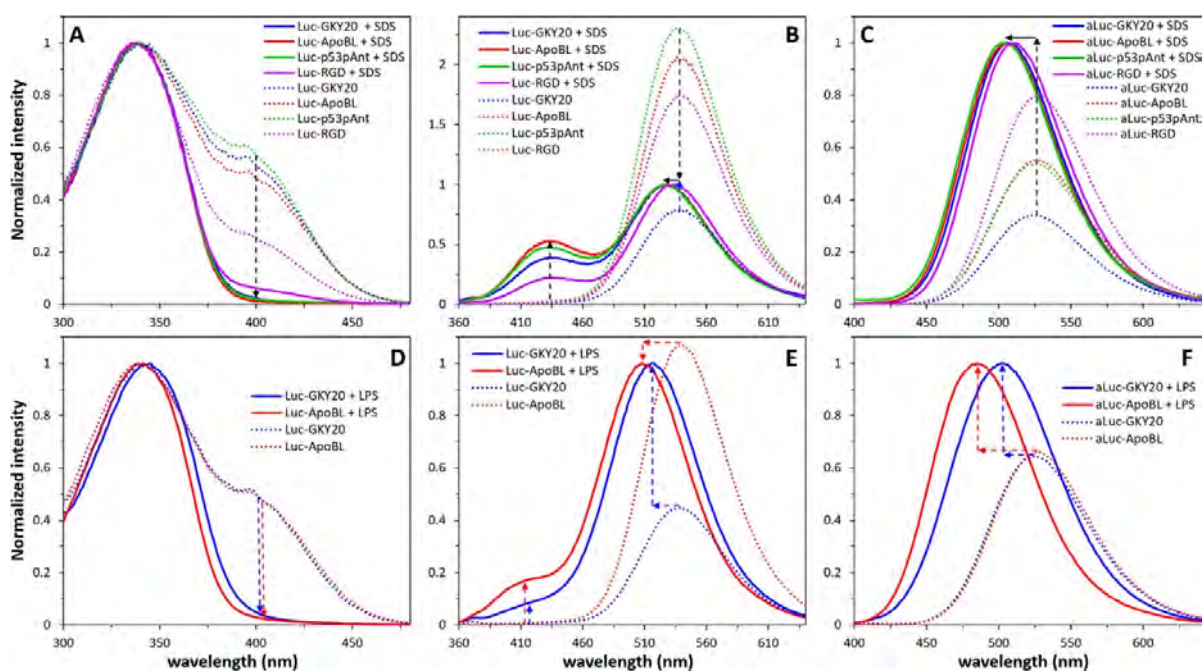 A
Normalized intensity
1
0.8
0.6
0.4
0.2
0
300
350
400
450
Luc-GKY20 + SDS
Luc-ApoBL + SDS
Luc-p53pAnt + SDS
Luc-RGD + SDS
Luc-GKY20
Luc-ApoBL
Luc-p53pAnt
Luc-RGD
B
2.5
2
1.5
1
0.5
0
360
410
460
510
560
610
Luc-GKY20 + SDS
Luc-ApoBL + SDS
Luc-p53pAnt + SDS
Luc-RGD + SDS
Luc-GKY20
Luc-ApoBL
Luc-p53pAnt
Luc-RGD
C
1
0.8
0.6
0.4
0.2
0
400
450
500
550
600
aLuc-GKY20 + SDS
aLuc-ApoBL + SDS
aLuc-p53pAnt + SDS
aLuc-RGD + SDS
aLuc-GKY20
aLuc-ApoBL
aLuc-p53pAnt
aLuc-RGD
D
Normalized intensity
1
0.8
0.6
0.4
0.2
0
300
350
400
450
wavelength (nm)
Luc-GKY20 + LPS
Luc-ApoBL + LPS
Luc-GKY20
Luc-ApoBL
E
1
0.8
0.6
0.4
0.2
0
360
410
460
510
560
610
wavelength (nm)
Luc-GKY20 + LPS
Luc-ApoBL + LPS
Luc-GKY20
Luc-ApoBL
F
1
0.8
0.6
0.4
0.2
0
400
450
500
550
600
wavelength (nm)
aLuc-GKY20 + LPS
aLuc-ApoBL + LPS
aLuc-GKY20
aLuc-ApoBL